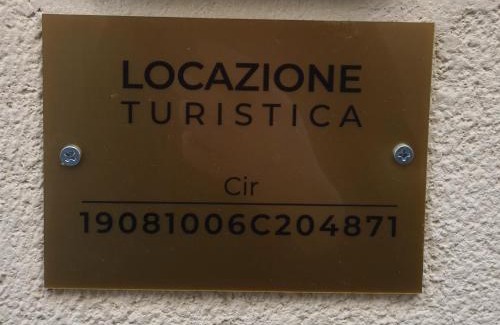 LOCAZIONE
TURISTICA
Cir
19081006C204871